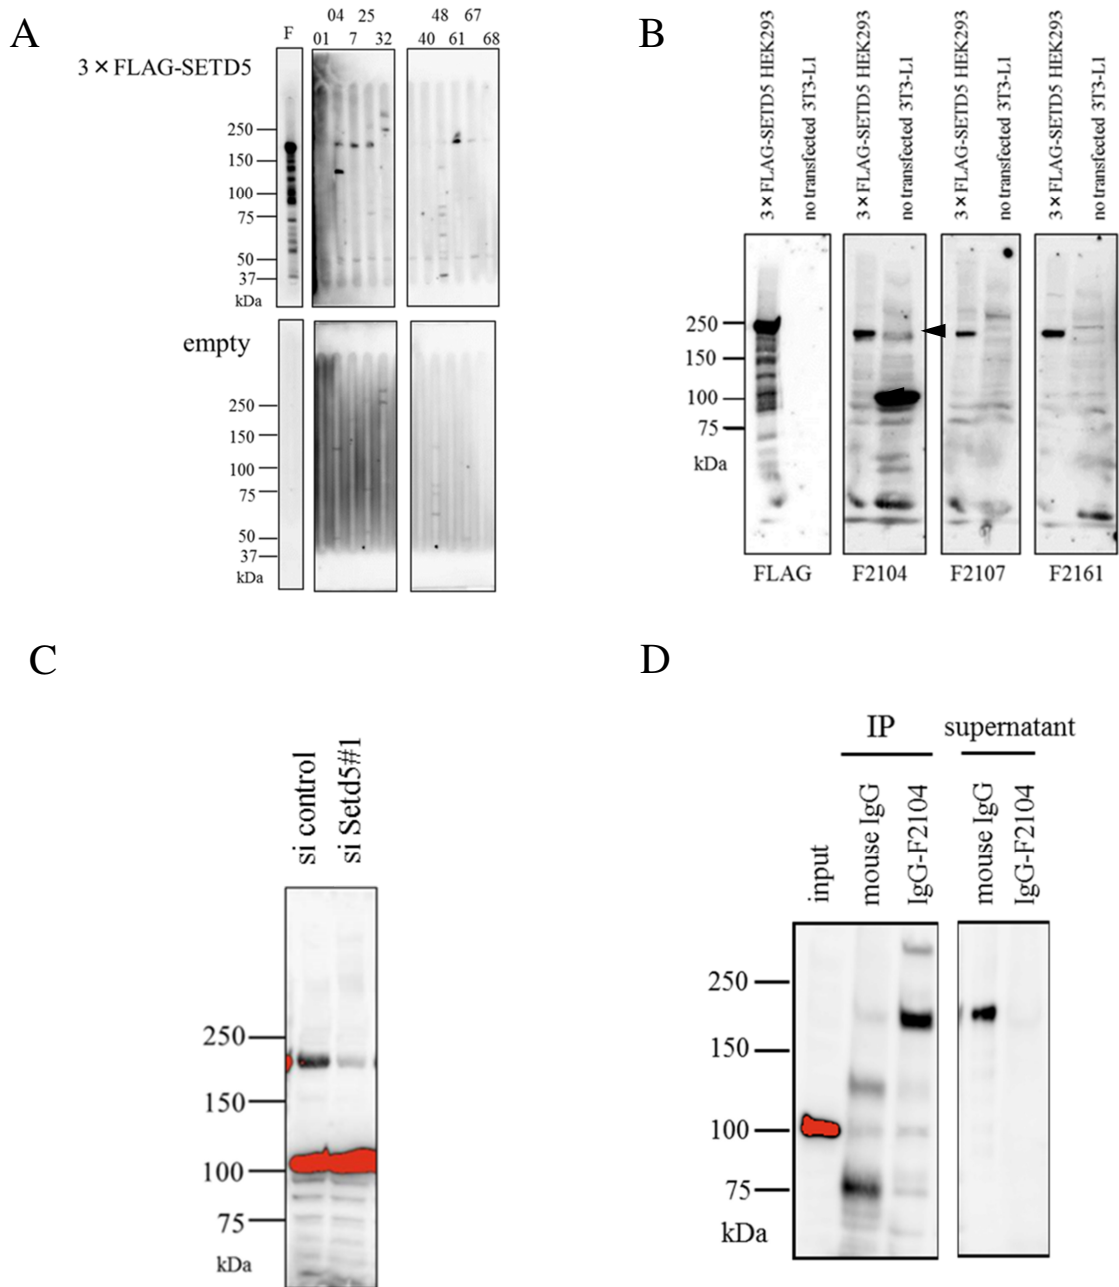 A
F
04 25
01 7 32
48 67
40 61 68
3×FLAG-SETD5
250
150
100
75
50
37
kDa
empty
250
150
100
75
50
37
kDa
B
3×FLAG-SETD5 HEK293
no transfected 3T3-L1
3×FLAG-SETD5 HEK293
no transfected 3T3-L1
3×FLAG-SETD5 HEK293
no transfected 3T3-L1
3×FLAG-SETD5 HEK293
no transfected 3T3-L1
250
150
100
75
kDa
FLAG F2104 F2107 F2161
C
si control
si Setd5#1
250
150
100
75
kDa
D
IP supernatant
input
mouse IgG
IgG-F2104
mouse IgG
IgG-F2104
250
150
100
75
kDa